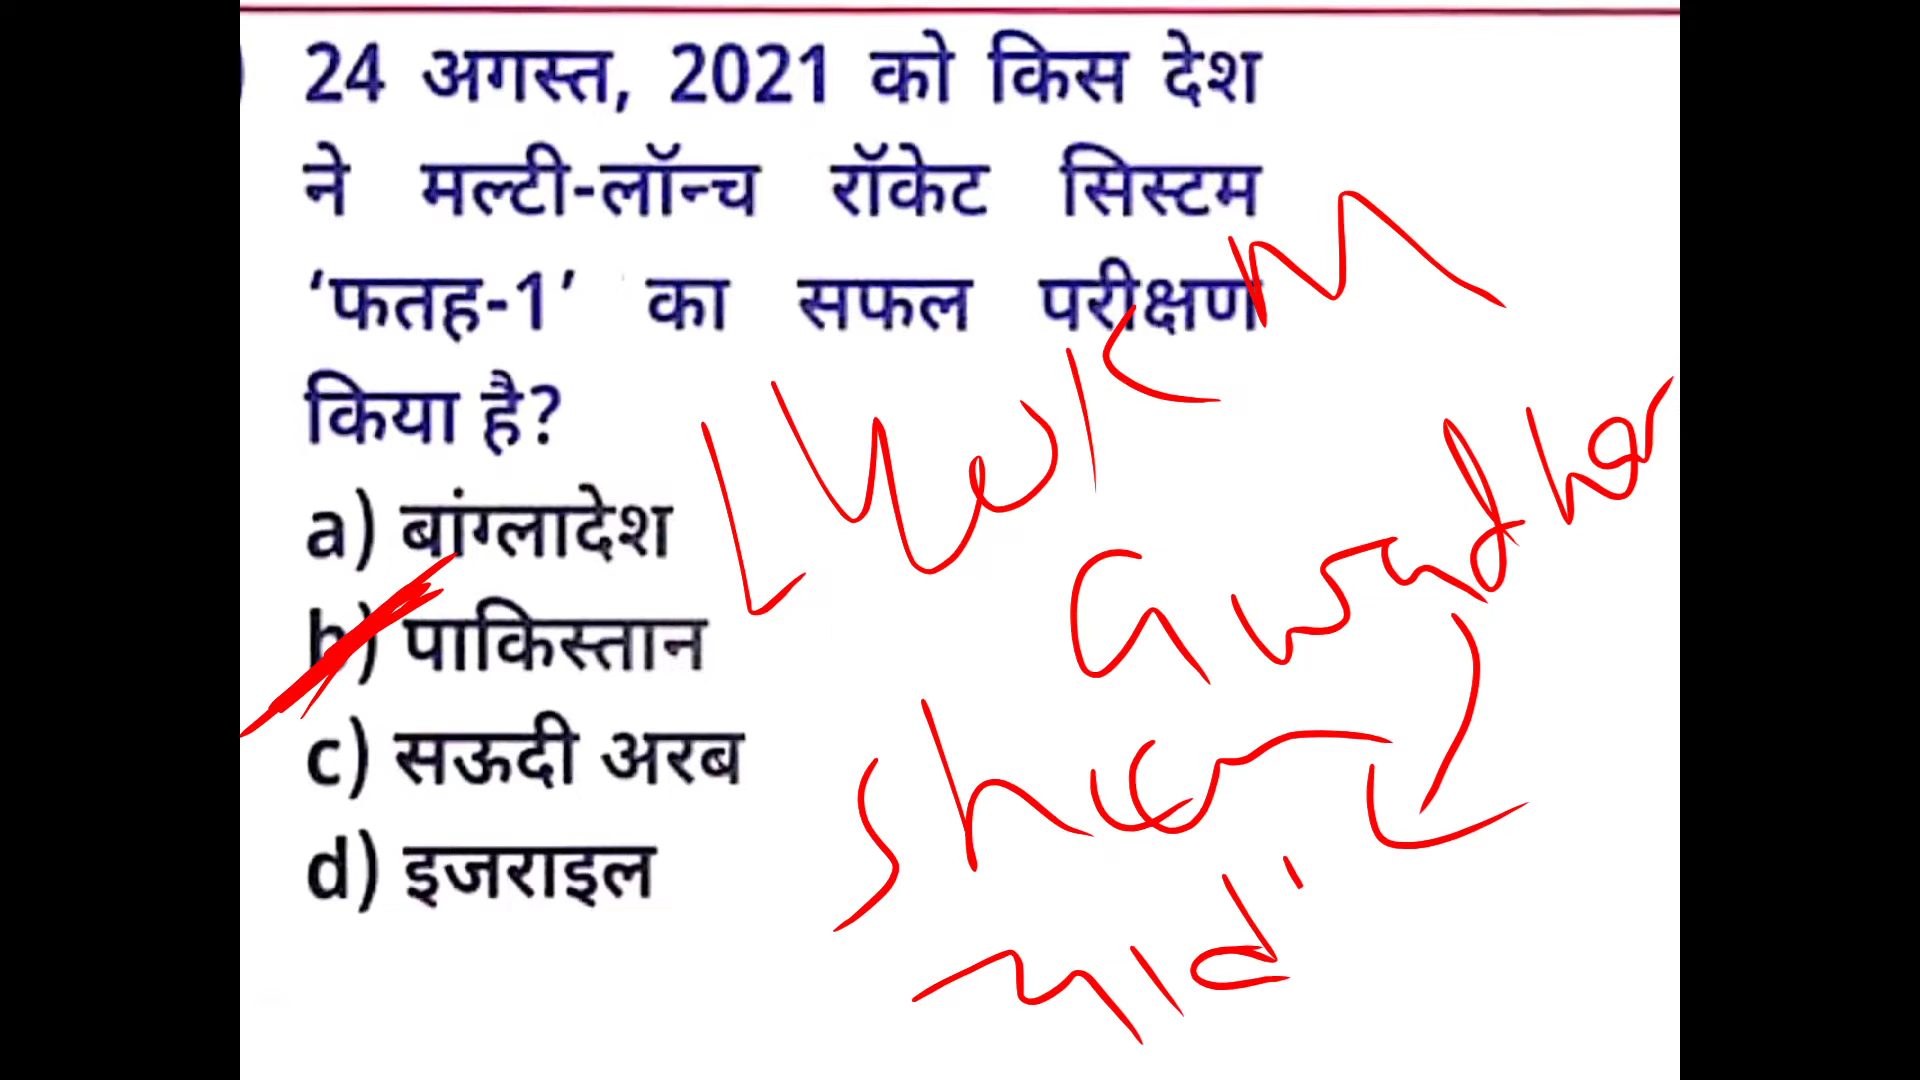 24 अगस्त, 2021 को किस देश
ने मल्टी-लॉन्च रॉकेट सिस्टम
‘फतह-1’ का सफल परीक्षण
किया है?
a) बांग्लादेश
b) पाकिस्तान
c) सऊदी अरब
d) इजराइल
Gwadhar